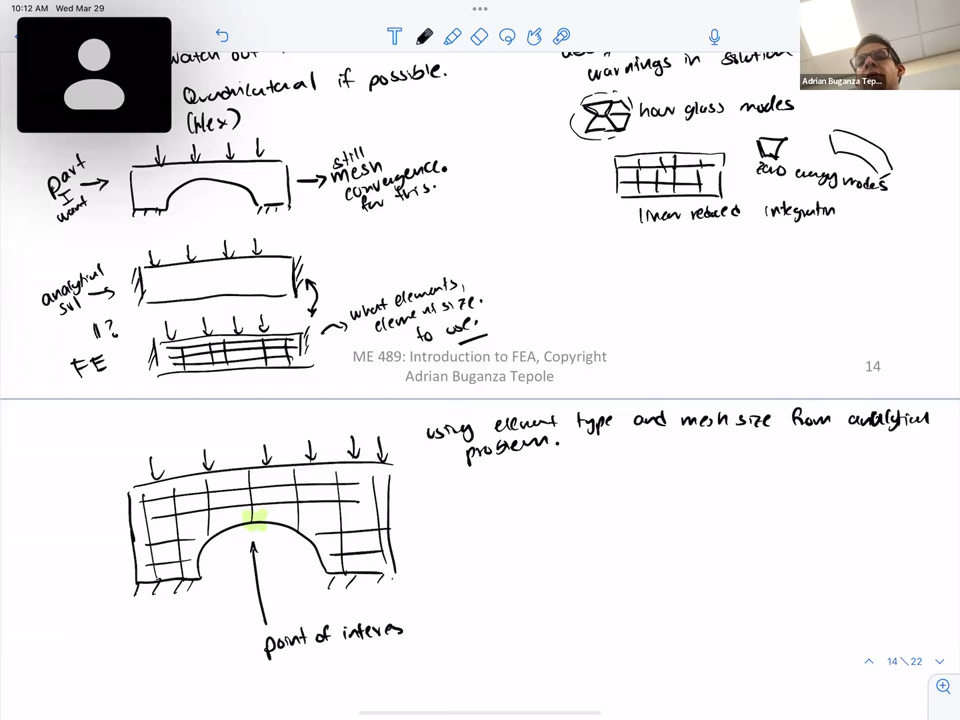 10:12 AM Wed Mar 29
Adrian Buganza Tep...
watch out
Quadrilateral if possible.
(Hex)
part
I
want
still
mesh
convergence.
for this.
analytical
sol
11?
FE
what elements,
element size.
to use.
warnings in solution
hour glass modes
zero energy modes
linear reduced integration
ME 489: Introduction to FEA, Copyright
Adrian Buganza Tepole
14
using element type and mesh size from analytical
problem.
point of interes
14
22